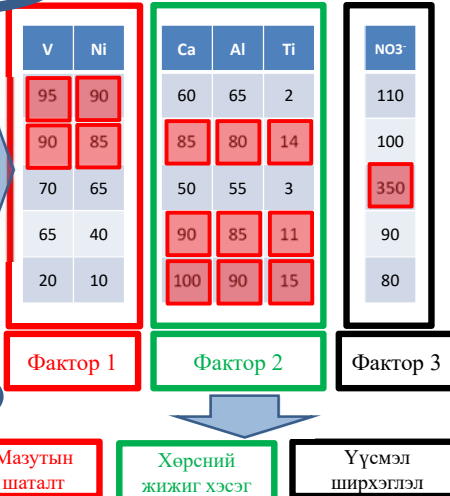 V Ni Ca Al Ti NO3⁻
95 90 60 65 2 110
90 85 85 80 14 100
70 65 50 55 3 350
65 40 90 85 11 90
20 10 100 90 15 80
Фактор 1 Фактор 2 Фактор 3
Мазутын
шаталт
Хөрсний
жижиг хэсэг
Үүсмэл
ширхэглэл